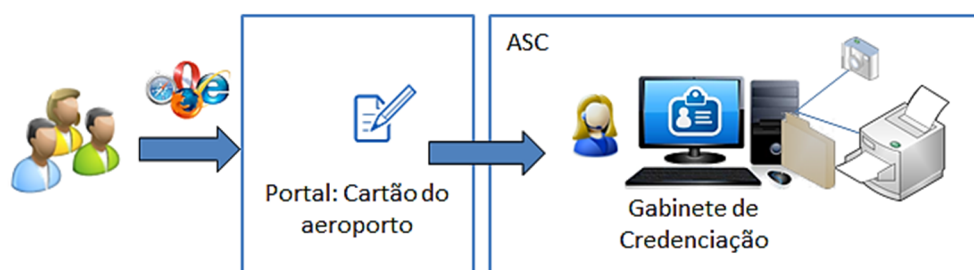 ASC
Portal: Cartão do
aeroporto
Gabinete de
Credenciação